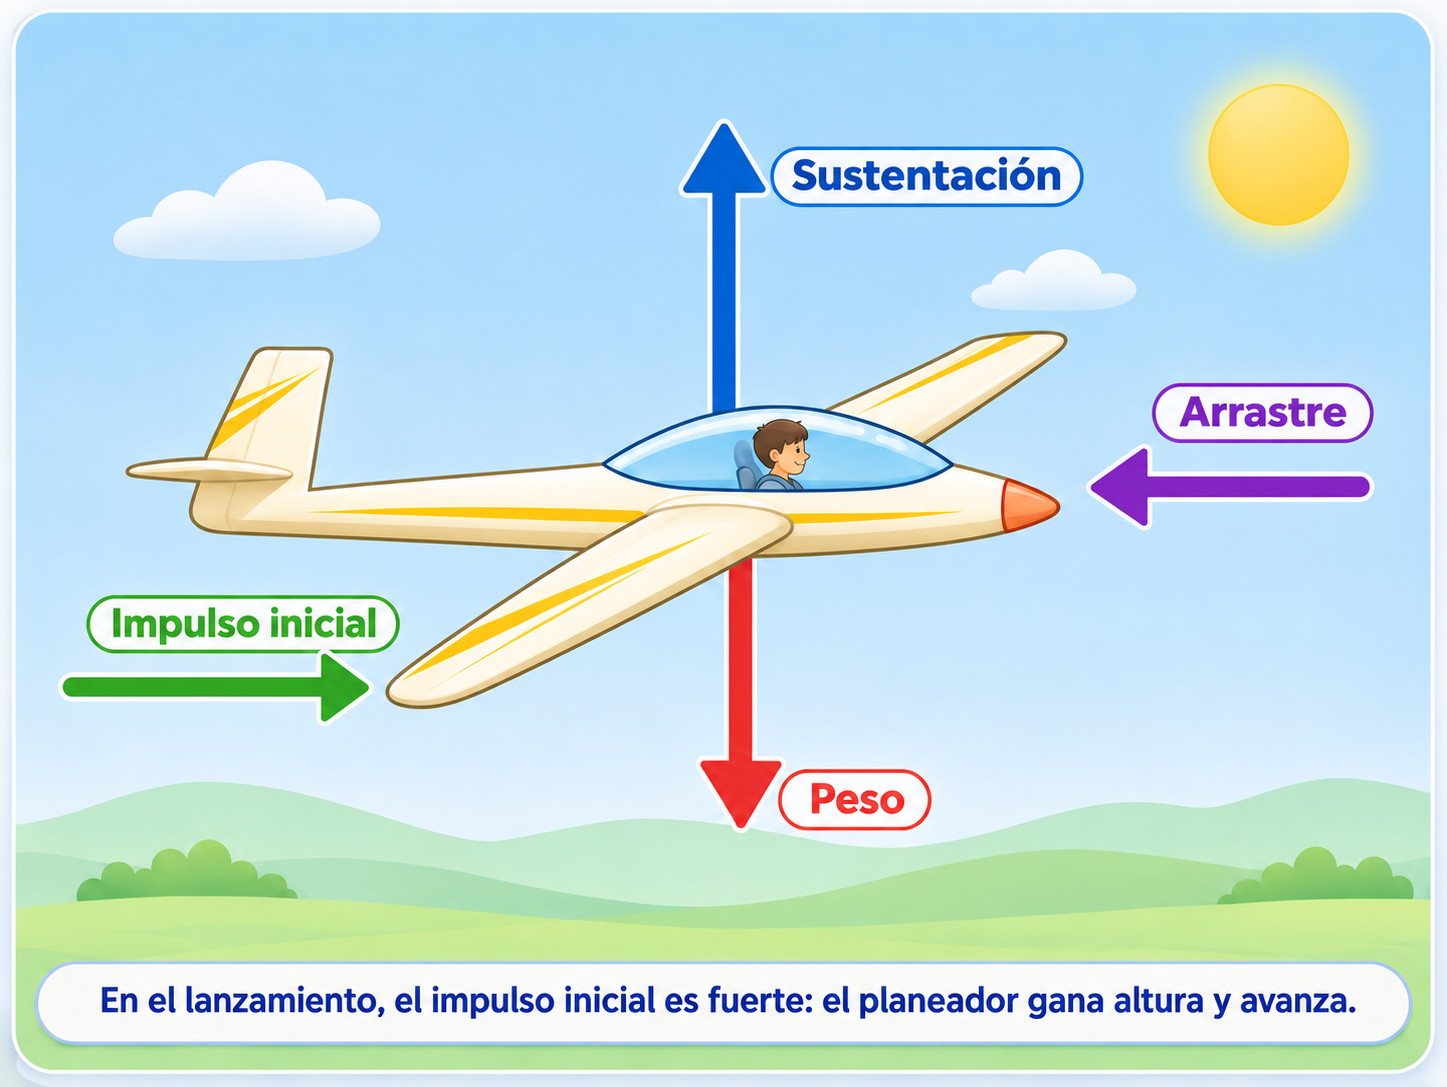 Sustentación
Arrastre
Impulso inicial
Peso
En el lanzamiento, el impulso inicial es fuerte: el planeador gana altura y avanza.